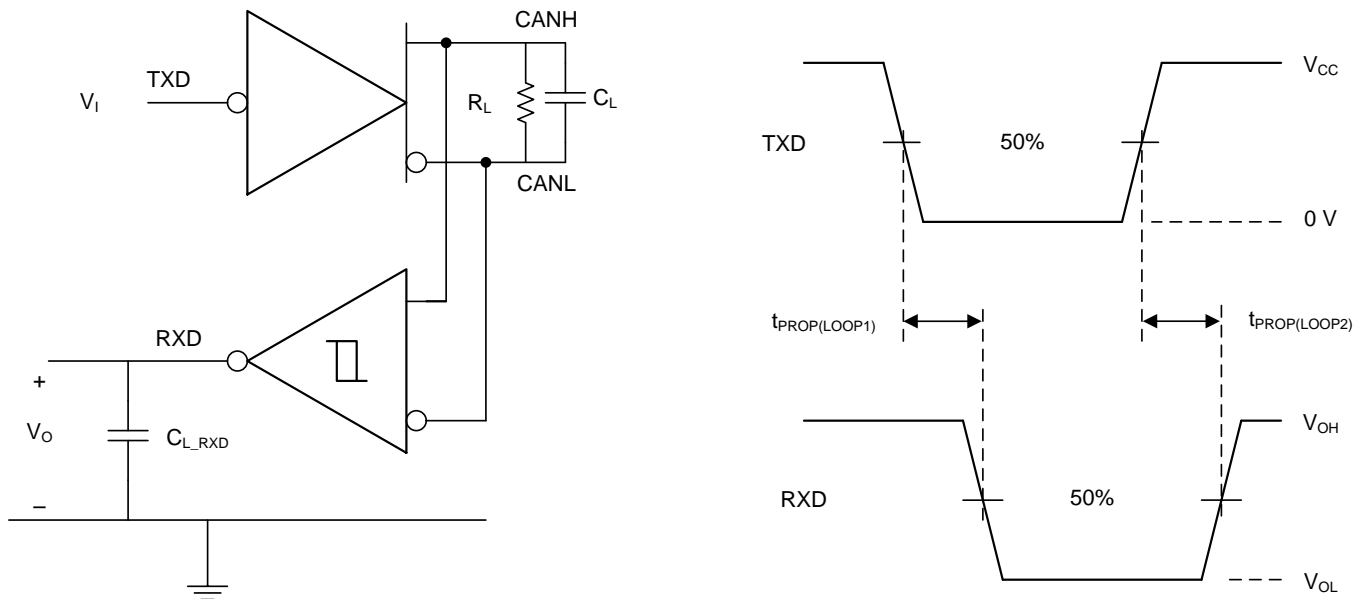 CANH
TXD
V_I
R_L
C_L
CANL
RXD
+
V_O
C_L_RXD
–
V_CC
TXD
50%
0 V
t_PROP(LOOP1)
t_PROP(LOOP2)
V_OH
RXD
50%
V_OL